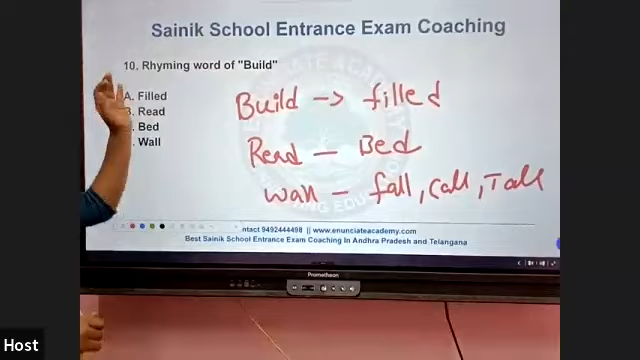 Sainik School Entrance Exam Coaching
10. Rhyming word of "Build"
A. Filled
Read
Bed
Wall
Build -> filled
Read - Bed
Wall - fall, Call, Tall
ntact 9492444498 || www.enunciateacademy.com
Best Sainik School Entrance Exam Coaching In Andhra Pradesh and Telangana
Promethean
Host